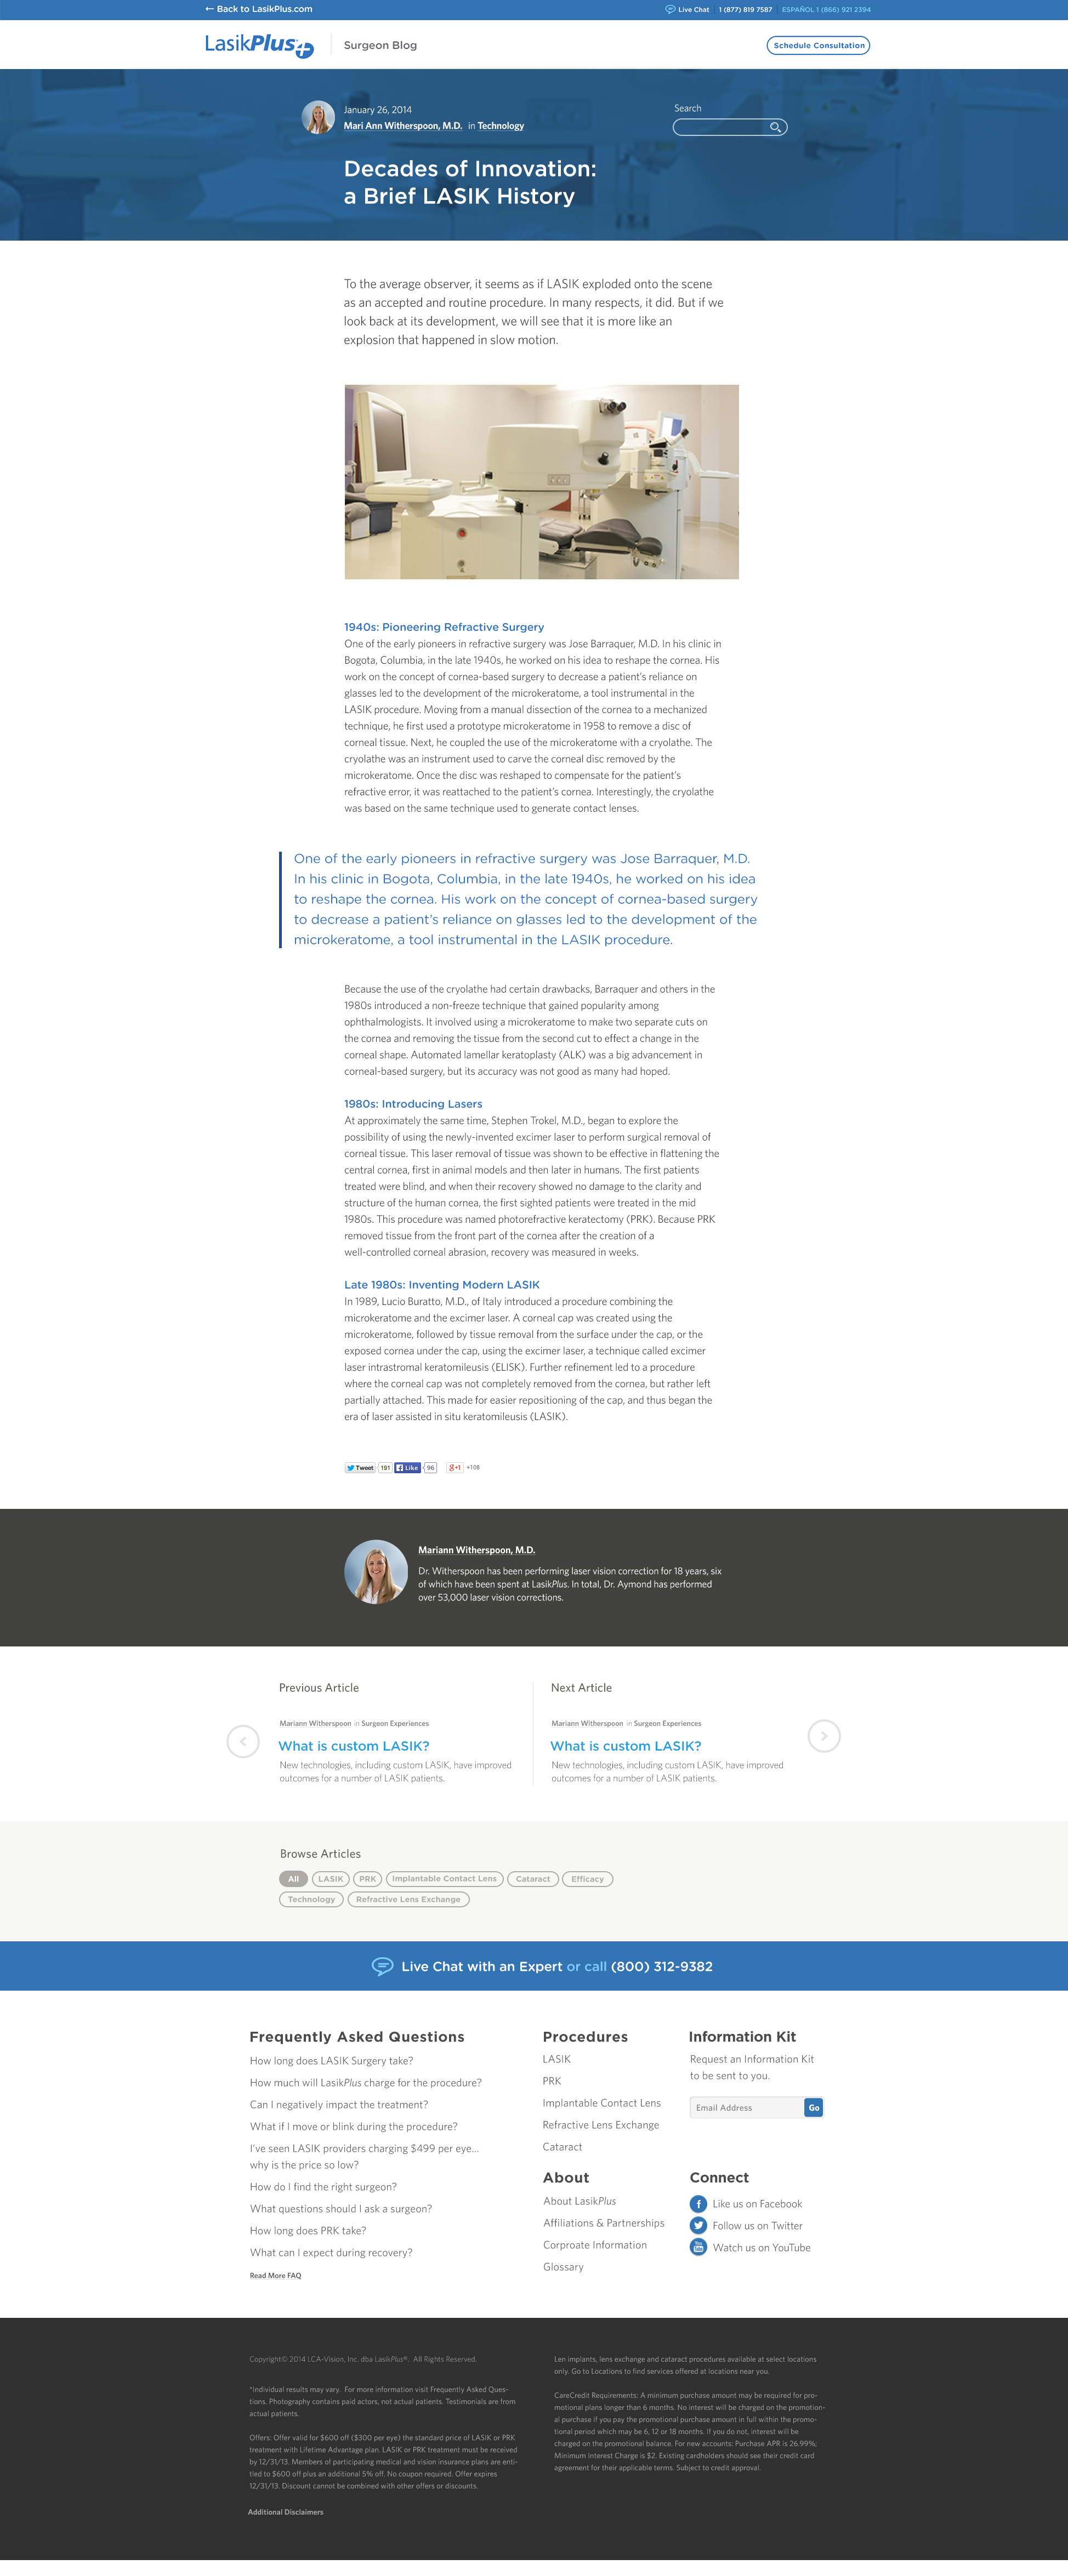 ← Back to LasikPlus.com
Live Chat
1 (877) 819 7587
ESPAÑOL 1 (866) 921 2394
LasikPlus+
Surgeon Blog
Schedule Consultation
January 26, 2014
Mari Ann Witherspoon, M.D. in Technology
Search
Decades of Innovation:
a Brief LASIK History
To the average observer, it seems as if LASIK exploded onto the scene
as an accepted and routine procedure. In many respects, it did. But if we
look back at its development, we will see that it is more like an
explosion that happened in slow motion.
1940s: Pioneering Refractive Surgery
One of the early pioneers in refractive surgery was Jose Barraquer, M.D. In his clinic in
Bogota, Columbia, in the late 1940s, he worked on his idea to reshape the cornea. His
work on the concept of cornea-based surgery to decrease a patient's reliance on
glasses led to the development of the microkeratome, a tool instrumental in the
LASIK procedure. Moving from a manual dissection of the cornea to a mechanized
technique, he first used a prototype microkeratome in 1958 to remove a disc of
corneal tissue. Next, he coupled the use of the microkeratome with a cryolathe. The
cryolathe was an instrument used to carve the corneal disc removed by the
microkeratome. Once the disc was reshaped to compensate for the patient's
refractive error, it was reattached to the patient's cornea. Interestingly, the cryolathe
was based on the same technique used to generate contact lenses.
One of the early pioneers in refractive surgery was Jose Barraquer, M.D.
In his clinic in Bogota, Columbia, in the late 1940s, he worked on his idea
to reshape the cornea. His work on the concept of cornea-based surgery
to decrease a patient's reliance on glasses led to the development of the
microkeratome, a tool instrumental in the LASIK procedure.
Because the use of the cryolathe had certain drawbacks, Barraquer and others in the
1980s introduced a non-freeze technique that gained popularity among
ophthalmologists. It involved using a microkeratome to make two separate cuts on
the cornea and removing the tissue from the second cut to effect a change in the
corneal shape. Automated lamellar keratoplasty (ALK) was a big advancement in
corneal-based surgery, but its accuracy was not good as many had hoped.
1980s: Introducing Lasers
At approximately the same time, Stephen Trokel, M.D., began to explore the
possibility of using the newly-invented excimer laser to perform surgical removal of
corneal tissue. This laser removal of tissue was shown to be effective in flattening the
central cornea, first in animal models and then later in humans. The first patients
treated were blind, and when their recovery showed no damage to the clarity and
structure of the human cornea, the first sighted patients were treated in the mid
1980s. This procedure was named photorefractive keratectomy (PRK). Because PRK
removed tissue from the front part of the cornea after the creation of a
well-controlled corneal abrasion, recovery was measured in weeks.
Late 1980s: Inventing Modern LASIK
In 1989, Lucio Buratto, M.D., of Italy introduced a procedure combining the
microkeratome and the excimer laser. A corneal cap was created using the
microkeratome, followed by tissue removal from the surface under the cap, or the
exposed cornea under the cap, using the excimer laser, a technique called excimer
laser intrastromal keratomileusis (ELISK). Further refinement led to a procedure
where the corneal cap was not completely removed from the cornea, but rather left
partially attached. This made for easier repositioning of the cap, and thus began the
era of laser assisted in situ keratomileusis (LASIK).
Tweet 191 Like 96 g+1 +108
Mariann Witherspoon, M.D.
Dr. Witherspoon has been performing laser vision correction for 18 years, six
of which have been spent at LasikPlus. In total, Dr. Aymond has performed
over 53,000 laser vision corrections.
Previous Article
Mariann Witherspoon in Surgeon Experiences
What is custom LASIK?
New technologies, including custom LASIK, have improved
outcomes for a number of LASIK patients.
Next Article
Mariann Witherspoon in Surgeon Experiences
What is custom LASIK?
New technologies, including custom LASIK, have improved
outcomes for a number of LASIK patients.
Browse Articles
All LASIK PRK Implantable Contact Lens Cataract Efficacy
Technology Refractive Lens Exchange
Live Chat with an Expert or call (800) 312-9382
Frequently Asked Questions
How long does LASIK Surgery take?
How much will LasikPlus charge for the procedure?
Can I negatively impact the treatment?
What if I move or blink during the procedure?
I've seen LASIK providers charging $499 per eye...
why is the price so low?
How do I find the right surgeon?
What questions should I ask a surgeon?
How long does PRK take?
What can I expect during recovery?
Read More FAQ
Procedures
LASIK
PRK
Implantable Contact Lens
Refractive Lens Exchange
Cataract
About
About LasikPlus
Affiliations & Partnerships
Corproate Information
Glossary
Information Kit
Request an Information Kit
to be sent to you.
Email Address Go
Connect
Like us on Facebook
Follow us on Twitter
Watch us on YouTube
Copyright© 2014 LCA-Vision, Inc. dba LasikPlus®. All Rights Reserved.
*Individual results may vary. For more information visit Frequently Asked Ques-
tions. Photography contains paid actors, not actual patients. Testimonials are from
actual patients.
Offers: Offer valid for $600 off ($300 per eye) the standard price of LASIK or PRK
treatment with Lifetime Advantage plan. LASIK or PRK treatment must be received
by 12/31/13. Members of participating medical and vision insurance plans are enti-
tled to $600 off plus an additional 5% off. No coupon required. Offer expires
12/31/13. Discount cannot be combined with other offers or discounts.
Additional Disclaimers
Len implants, lens exchange and cataract procedures available at select locations
only. Go to Locations to find services offered at locations near you.
CareCredit Requirements: A minimum purchase amount may be required for pro-
motional plans longer than 6 months. No interest will be charged on the promotion-
al purchase if you pay the promotional purchase amount in full within the promo-
tional period which may be 6, 12 or 18 months. If you do not, interest will be
charged on the promotional balance. For new accounts: Purchase APR is 26.99%;
Minimum Interest Charge is $2. Existing cardholders should see their credit card
agreement for their applicable terms. Subject to credit approval.